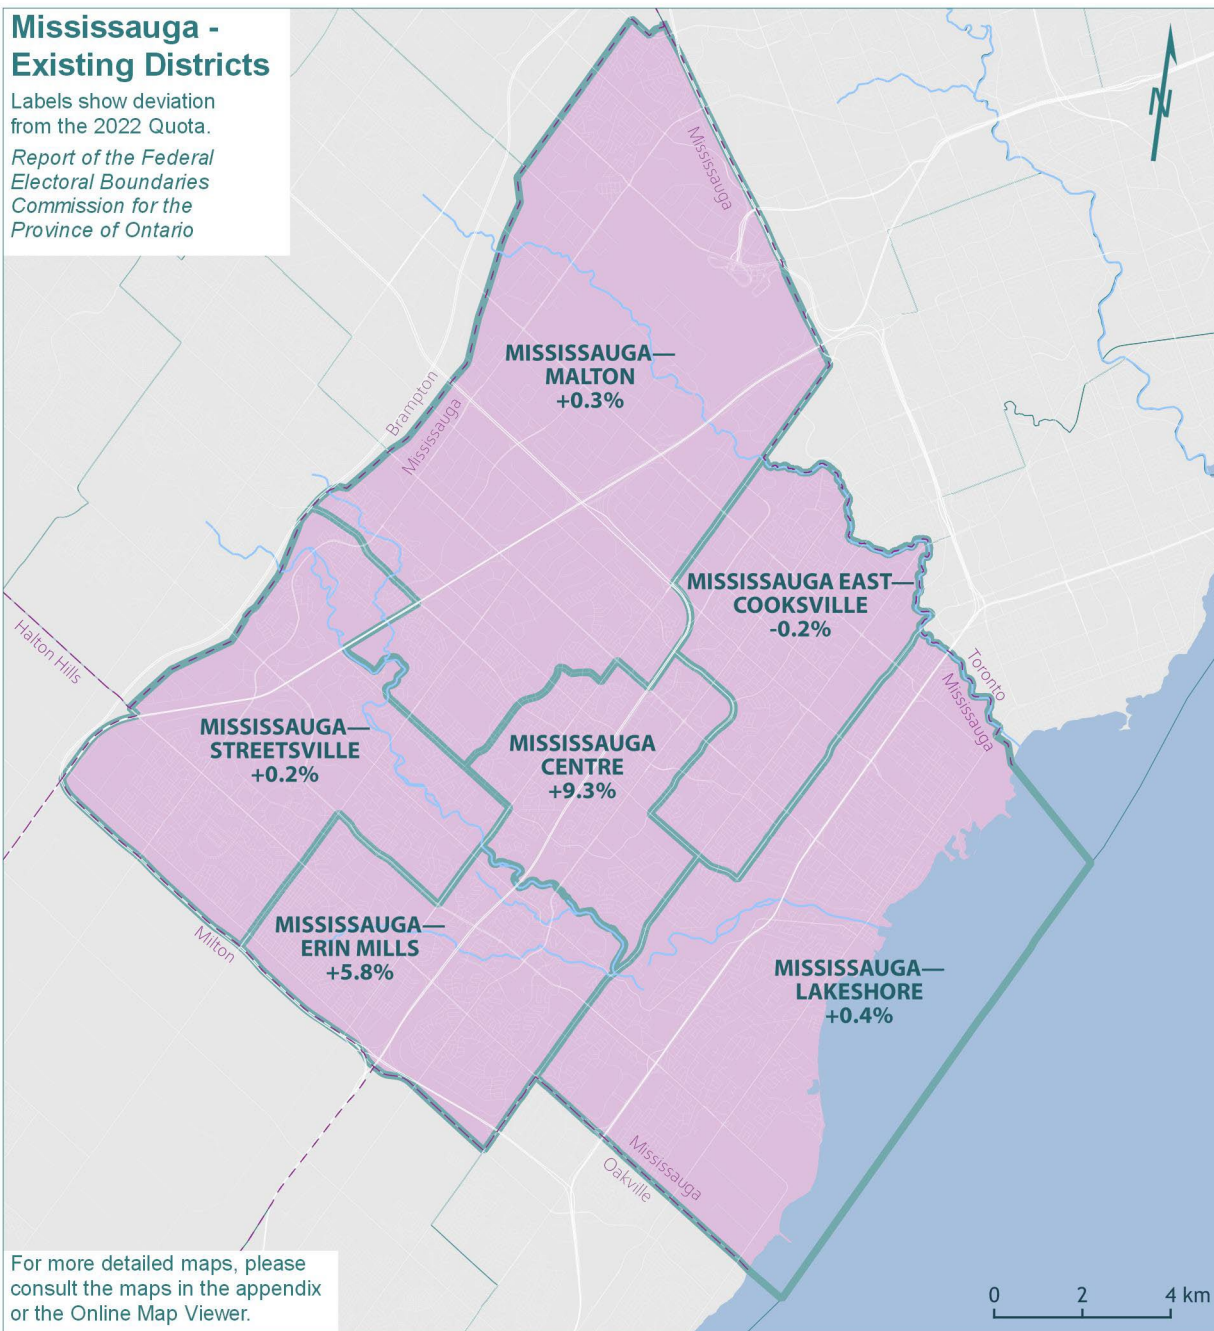 Mississauga -
Existing Districts
Labels show deviation
from the 2022 Quota.
Report of the Federal
Electoral Boundaries
Commission for the
Province of Ontario
N
Mississauga
MISSISSAUGA—
MALTON
+0.3%
Brampton
Mississauga
MISSISSAUGA EAST—
COOKSVILLE
-0.2%
Halton Hills
Toronto
Mississauga
MISSISSAUGA—
STREETSVILLE
+0.2%
MISSISSAUGA
CENTRE
+9.3%
MISSISSAUGA—
ERIN MILLS
+5.8%
Milton
MISSISSAUGA—
LAKESHORE
+0.4%
Mississauga
Oakville
For more detailed maps, please
consult the maps in the appendix
or the Online Map Viewer.
0 2 4 km